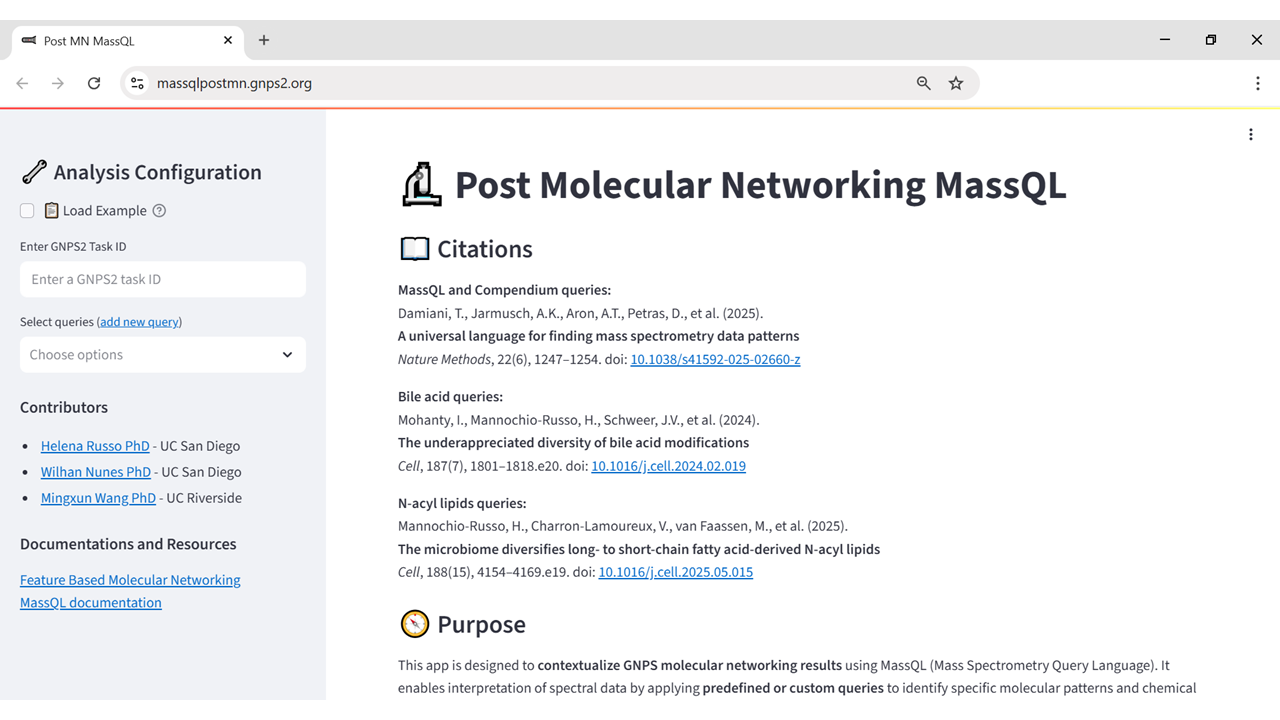 Post MN MassQL
massqlpostmn.gnps2.org
Analysis Configuration
Load Example
Enter GNPS2 Task ID
Enter a GNPS2 task ID
Select queries (add new query)
Choose options
Contributors
Helena Russo PhD - UC San Diego
Wilhan Nunes PhD - UC San Diego
Mingxun Wang PhD - UC Riverside
Documentations and Resources
Feature Based Molecular Networking
MassQL documentation
Post Molecular Networking MassQL
Citations
MassQL and Compendium queries:
Damiani, T., Jarmusch, A.K., Aron, A.T., Petras, D., et al. (2025).
A universal language for finding mass spectrometry data patterns
Nature Methods, 22(6), 1247–1254. doi: 10.1038/s41592-025-02660-z
Bile acid queries:
Mohanty, I., Mannochio-Russo, H., Schweer, J.V., et al. (2024).
The underappreciated diversity of bile acid modifications
Cell, 187(7), 1801–1818.e20. doi: 10.1016/j.cell.2024.02.019
N-acyl lipids queries:
Mannochio-Russo, H., Charron-Lamoureux, V., van Faassen, M., et al. (2025).
The microbiome diversifies long- to short-chain fatty acid-derived N-acyl lipids
Cell, 188(15), 4154–4169.e19. doi: 10.1016/j.cell.2025.05.015
Purpose
This app is designed to contextualize GNPS molecular networking results using MassQL (Mass Spectrometry Query Language). It
enables interpretation of spectral data by applying predefined or custom queries to identify specific molecular patterns and chemical